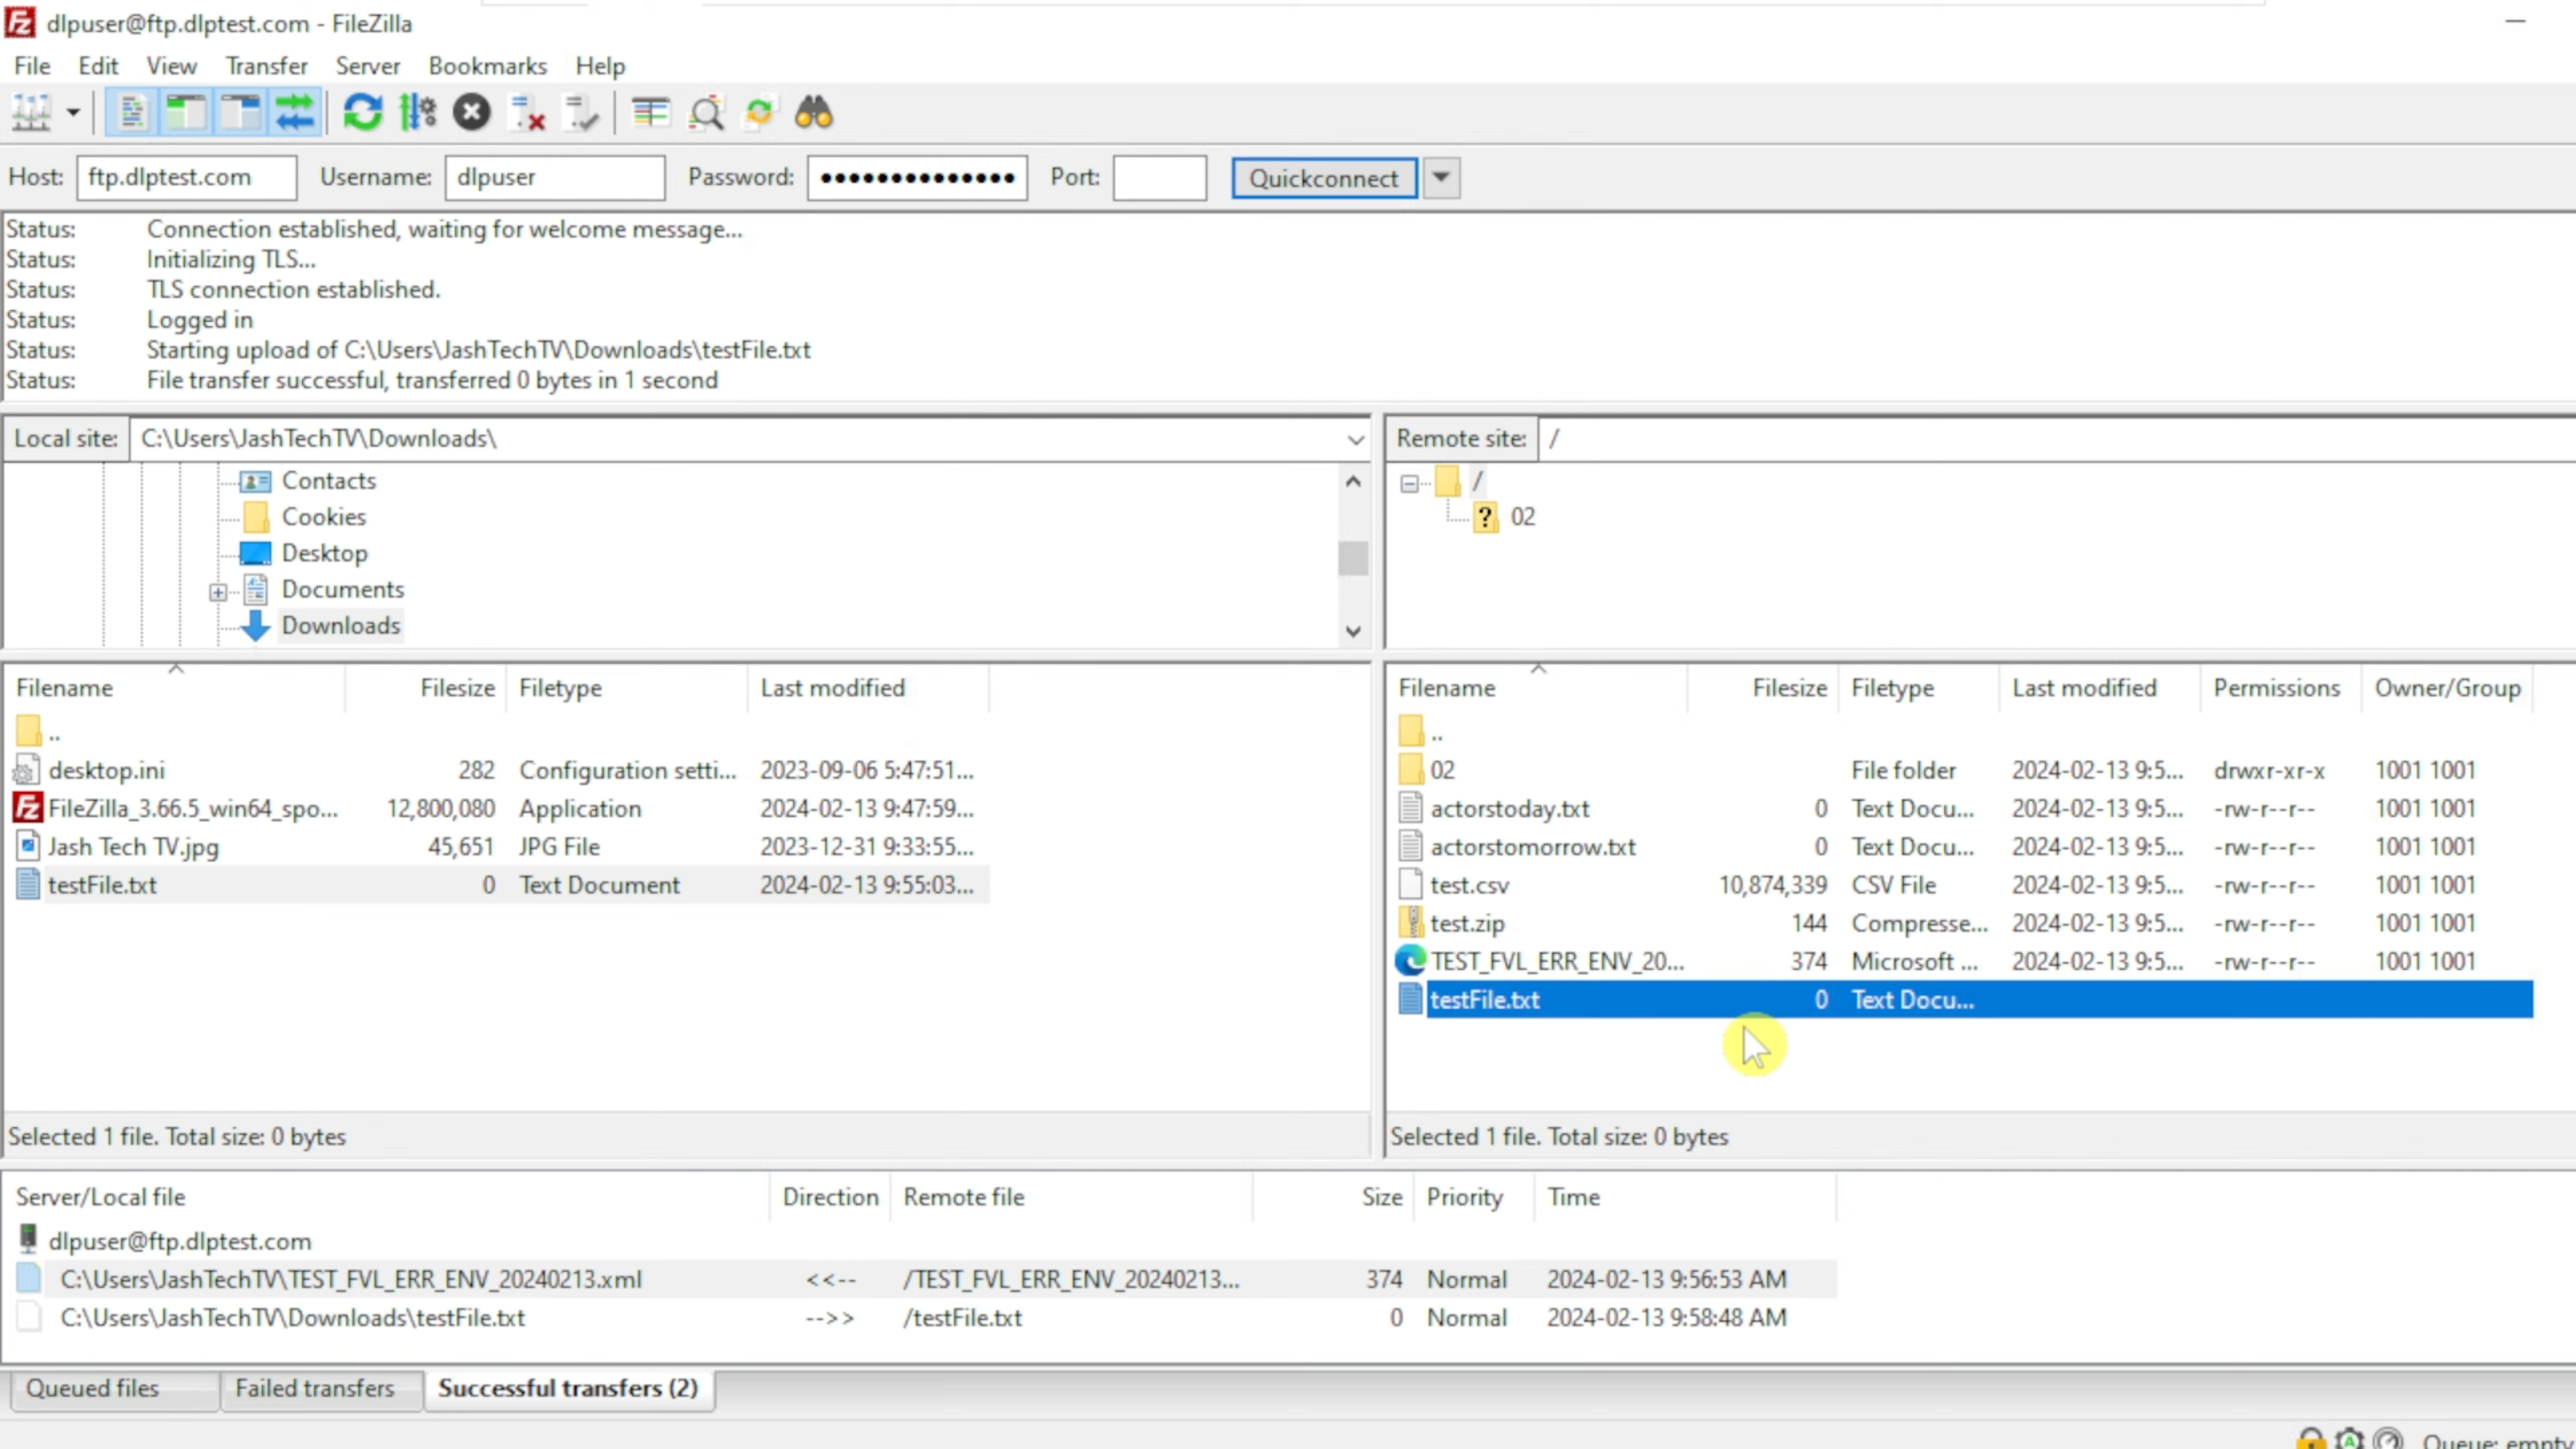 dlpuser@ftp.dlptest.com - FileZilla
File Edit View Transfer Server Bookmarks Help
Host: ftp.dlptest.com Username: dlpuser Password: ●●●●●●●●●●●●●● Port: Quickconnect
Status: Connection established, waiting for welcome message...
Status: Initializing TLS...
Status: TLS connection established.
Status: Logged in
Status: Starting upload of C:\Users\JashTechTV\Downloads\testFile.txt
Status: File transfer successful, transferred 0 bytes in 1 second
Local site: C:\Users\JashTechTV\Downloads\
Contacts
Cookies
Desktop
Documents
Downloads
Remote site: /
/
? 02
Filename Filesize Filetype Last modified
..
desktop.ini 282 Configuration setti... 2023-09-06 5:47:51...
FileZilla_3.66.5_win64_spo... 12,800,080 Application 2024-02-13 9:47:59...
Jash Tech TV.jpg 45,651 JPG File 2023-12-31 9:33:55...
testFile.txt 0 Text Document 2024-02-13 9:55:03...
Selected 1 file. Total size: 0 bytes
Filename Filesize Filetype Last modified Permissions Owner/Group
..
02 File folder 2024-02-13 9:5... drwxr-xr-x 1001 1001
actorstoday.txt 0 Text Docu... 2024-02-13 9:5... -rw-r--r-- 1001 1001
actorstomorrow.txt 0 Text Docu... 2024-02-13 9:5... -rw-r--r-- 1001 1001
test.csv 10,874,339 CSV File 2024-02-13 9:5... -rw-r--r-- 1001 1001
test.zip 144 Compresse... 2024-02-13 9:5... -rw-r--r-- 1001 1001
TEST_FVL_ERR_ENV_20... 374 Microsoft ... 2024-02-13 9:5... -rw-r--r-- 1001 1001
testFile.txt 0 Text Docu...
Selected 1 file. Total size: 0 bytes
Server/Local file Direction Remote file Size Priority Time
dlpuser@ftp.dlptest.com
C:\Users\JashTechTV\TEST_FVL_ERR_ENV_20240213.xml <<-- /TEST_FVL_ERR_ENV_20240213... 374 Normal 2024-02-13 9:56:53 AM
C:\Users\JashTechTV\Downloads\testFile.txt -->> /testFile.txt 0 Normal 2024-02-13 9:58:48 AM
Queued files Failed transfers Successful transfers (2)
Queue: empty